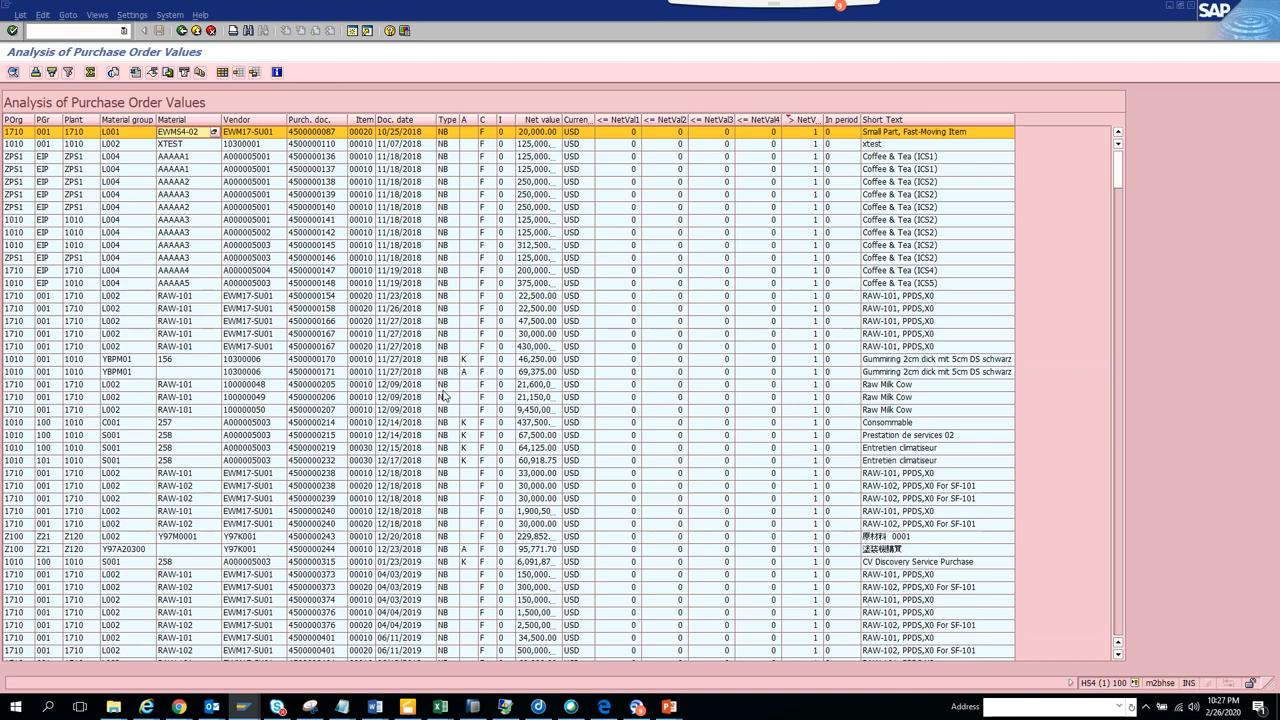 List Edit Goto Views Settings System Help
SAP
Analysis of Purchase Order Values
Analysis of Purchase Order Values
POrg PGr Plant Material group Material Vendor Purch. doc. Item Doc. date Type A C I Net value Curren... <= NetVal1 <= NetVal2 <= NetVal3 <= NetVal4 > NetV... In period Short Text
1710 001 1710 L001 EWMS4-02 EWM17-SU01 4500000087 00020 10/25/2018 NB F 0 20,000,... USD 0 0 0 0 1 0 Small Part, Fast-Moving Item
1010 001 1010 L002 XTEST 10300001 4500000110 00010 11/07/2018 NB F 0 125,000,... USD 0 0 0 0 1 0 xtest
ZPS1 EIP ZPS1 L004 AAAAA1 A000005001 4500000136 00010 11/18/2018 NB F 0 125,000,... USD 0 0 0 0 1 0 Coffee & Tea (ICS1)
ZPS1 EIP ZPS1 L004 AAAAA1 A000005001 4500000137 00010 11/18/2018 NB F 0 125,000,... USD 0 0 0 0 1 0 Coffee & Tea (ICS1)
ZPS1 EIP ZPS1 L004 AAAAA2 A000005001 4500000138 00010 11/18/2018 NB F 0 250,000,... USD 0 0 0 0 1 0 Coffee & Tea (ICS2)
ZPS1 EIP ZPS1 L004 AAAAA3 A000005001 4500000139 00010 11/18/2018 NB F 0 250,000,... USD 0 0 0 0 1 0 Coffee & Tea (ICS2)
ZPS1 EIP ZPS1 L004 AAAAA2 A000005001 4500000140 00010 11/18/2018 NB F 0 250,000,... USD 0 0 0 0 1 0 Coffee & Tea (ICS2)
1010 EIP 1010 L004 AAAAA3 A000005001 4500000141 00010 11/18/2018 NB F 0 125,000,... USD 0 0 0 0 1 0 Coffee & Tea (ICS2)
1010 EIP 1010 L004 AAAAA3 A000005002 4500000142 00010 11/18/2018 NB F 0 125,000,... USD 0 0 0 0 1 0 Coffee & Tea (ICS2)
1010 EIP 1010 L004 AAAAA3 A000005003 4500000145 00010 11/18/2018 NB F 0 312,500,... USD 0 0 0 0 1 0 Coffee & Tea (ICS2)
ZPS1 EIP ZPS1 L004 AAAAA3 A000005003 4500000146 00010 11/18/2018 NB F 0 125,000,... USD 0 0 0 0 1 0 Coffee & Tea (ICS2)
1710 EIP 1710 L004 AAAAA4 A000005004 4500000147 00010 11/19/2018 NB F 0 200,000,... USD 0 0 0 0 1 0 Coffee & Tea (ICS4)
1010 EIP 1010 L004 AAAAA5 A000005003 4500000148 00010 11/19/2018 NB F 0 375,000,... USD 0 0 0 0 1 0 Coffee & Tea (ICS5)
1710 001 1710 L002 RAW-101 EWM17-SU01 4500000154 00020 11/23/2018 NB F 0 22,500.00 USD 0 0 0 0 1 0 RAW-101, PPDS,X0
1710 001 1710 L002 RAW-101 EWM17-SU01 4500000158 00020 11/26/2018 NB F 0 22,500.00 USD 0 0 0 0 1 0 RAW-101, PPDS,X0
1710 001 1710 L002 RAW-101 EWM17-SU01 4500000166 00020 11/27/2018 NB F 0 47,500.00 USD 0 0 0 0 1 0 RAW-101, PPDS,X0
1710 001 1710 L002 RAW-101 EWM17-SU01 4500000167 00010 11/27/2018 NB F 0 30,000.00 USD 0 0 0 0 1 0 RAW-101, PPDS,X0
1710 001 1710 L002 RAW-101 EWM17-SU01 4500000167 00020 11/27/2018 NB F 0 430,000,... USD 0 0 0 0 1 0 RAW-101, PPDS,X0
1010 001 1010 YBPM01 156 10300006 4500000170 00010 11/27/2018 NB K F 0 46,250.00 USD 0 0 0 0 1 0 Gummiring 2cm dick mit 5cm DS schwarz
1010 001 1010 YBPM01 10300006 4500000171 00010 11/27/2018 NB A F 0 69,375.00 USD 0 0 0 0 1 0 Gummiring 2cm dick mit 5cm DS schwarz
1710 001 1710 L002 RAW-101 100000048 4500000205 00010 12/09/2018 NB F 0 21,600,0... USD 0 0 0 0 1 0 Raw Milk Cow
1710 001 1710 L002 RAW-101 100000049 4500000206 00010 12/09/2018 F 0 21,150,0... USD 0 0 0 0 1 0 Raw Milk Cow
1710 001 1710 L002 RAW-101 100000050 4500000207 00010 12/09/2018 NB F 0 9,450,00... USD 0 0 0 0 1 0 Raw Milk Cow
1010 100 1010 C001 257 A000005003 4500000214 00010 12/14/2018 NB K F 0 437,500,... USD 0 0 0 0 1 0 Consommable
1010 100 1010 S001 258 A000005003 4500000215 00010 12/14/2018 NB K F 0 67,500.00 USD 0 0 0 0 1 0 Prestation de services 02
1010 100 1010 S001 258 A000005003 4500000219 00030 12/15/2018 NB K F 0 64,125.00 USD 0 0 0 0 1 0 Entretien climatiseur
1010 101 1010 S001 258 A000005003 4500000232 00030 12/17/2018 NB K F 0 60,918.75 USD 0 0 0 0 1 0 Entretien climatiseur
1710 001 1710 L002 RAW-101 EWM17-SU01 4500000238 00010 12/18/2018 NB F 0 33,000.00 USD 0 0 0 0 1 0 RAW-101, PPDS,X0
1710 001 1710 L002 RAW-102 EWM17-SU01 4500000238 00020 12/18/2018 NB F 0 30,000.00 USD 0 0 0 0 1 0 RAW-102, PPDS,X0 For SF-101
1710 001 1710 L002 RAW-102 EWM17-SU01 4500000239 00020 12/18/2018 NB F 0 30,000.00 USD 0 0 0 0 1 0 RAW-102, PPDS,X0 For SF-101
1710 001 1710 L002 RAW-101 EWM17-SU01 4500000240 00010 12/18/2018 NB F 0 1,900,50... USD 0 0 0 0 1 0 RAW-101, PPDS,X0
1710 001 1710 L002 RAW-102 EWM17-SU01 4500000240 00020 12/18/2018 NB F 0 30,000.00 USD 0 0 0 0 1 0 RAW-102, PPDS,X0 For SF-101
Z100 Z21 Z120 L002 Y97M0001 Y97K001 4500000243 00010 12/20/2018 NB F 0 229,852,... USD 0 0 0 0 1 0 原材料 0001
Z100 Z21 Z120 Y97A20300 Y97K001 4500000244 00010 12/23/2018 NB A F 0 95,771.70 USD 0 0 0 0 1 0 塗装機購買
1010 100 1010 S001 258 A000005003 4500000315 00010 01/23/2019 NB K F 0 6,091,87... USD 0 0 0 0 1 0 CV Discovery Service Purchase
1710 001 1710 L002 RAW-101 EWM17-SU01 4500000373 00010 04/03/2019 NB F 0 150,000,... USD 0 0 0 0 1 0 RAW-101, PPDS,X0
1710 001 1710 L002 RAW-102 EWM17-SU01 4500000373 00020 04/03/2019 NB F 0 300,000,... USD 0 0 0 0 1 0 RAW-102, PPDS,X0 For SF-101
1710 001 1710 L002 RAW-101 EWM17-SU01 4500000374 00010 04/03/2019 NB F 0 150,000,... USD 0 0 0 0 1 0 RAW-101, PPDS,X0
1710 001 1710 L002 RAW-101 EWM17-SU01 4500000376 00010 04/04/2019 NB F 0 1,500,00... USD 0 0 0 0 1 0 RAW-101, PPDS,X0
1710 001 1710 L002 RAW-102 EWM17-SU01 4500000376 00020 04/04/2019 NB F 0 2,500,00... USD 0 0 0 0 1 0 RAW-102, PPDS,X0 For SF-101
1710 001 1710 L002 RAW-101 EWM17-SU01 4500000401 00010 06/11/2019 NB F 0 34,500.00 USD 0 0 0 0 1 0 RAW-101, PPDS,X0
1710 001 1710 L002 RAW-102 EWM17-SU01 4500000401 00020 06/11/2019 NB F 0 500,000,... USD 0 0 0 0 1 0 RAW-102, PPDS,X0 For SF-101
HS4 (1) 100 m2bhse INS
Address 10:27 PM
2/26/2020